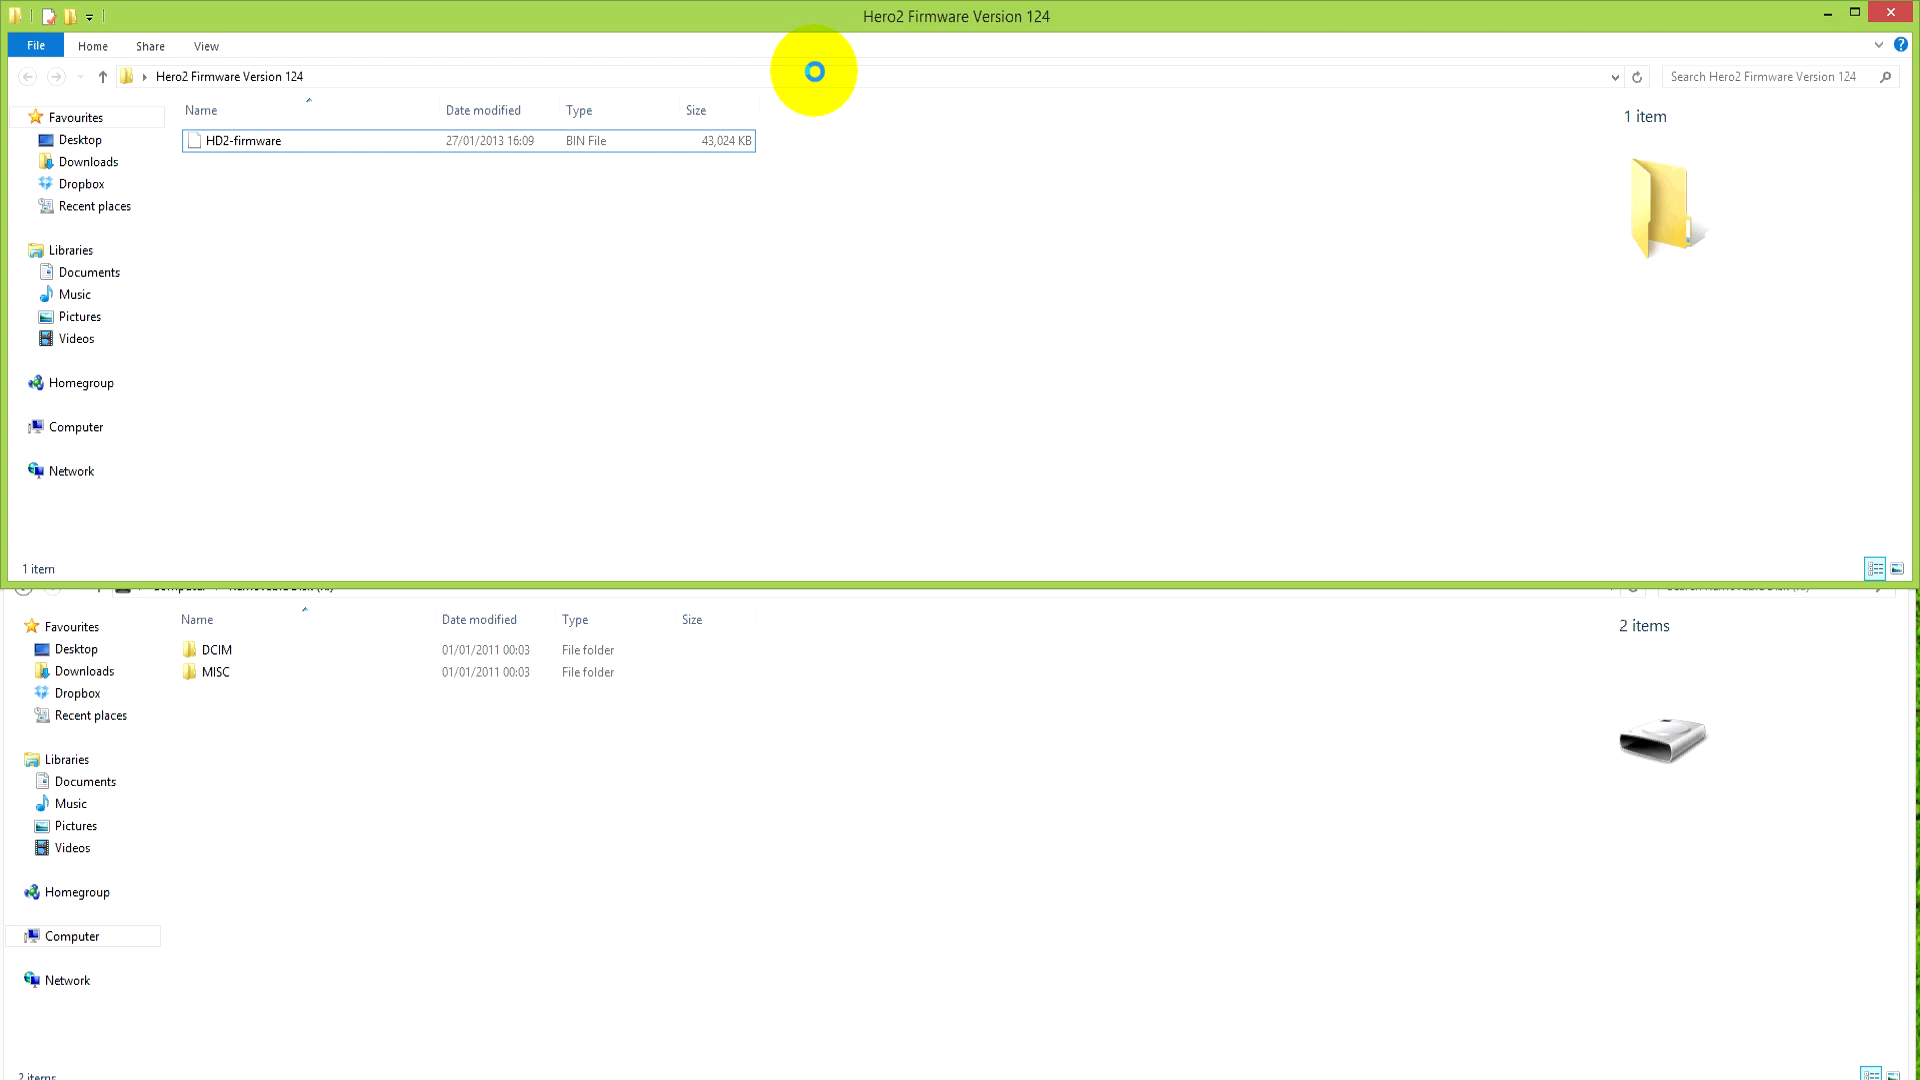 Hero2 Firmware Version 124
File Home Share View
Hero2 Firmware Version 124
Search Hero2 Firmware Version 124
Name Date modified Type Size
HD2-firmware 27/01/2013 16:09 BIN File 43,024 KB
1 item
Favourites
Desktop
Downloads
Dropbox
Recent places
Libraries
Documents
Music
Pictures
Videos
Homegroup
Computer
Network
1 item
Name Date modified Type Size
DCIM 01/01/2011 00:03 File folder
MISC 01/01/2011 00:03 File folder
2 items
Favourites
Desktop
Downloads
Dropbox
Recent places
Libraries
Documents
Music
Pictures
Videos
Homegroup
Computer
Network
2 items